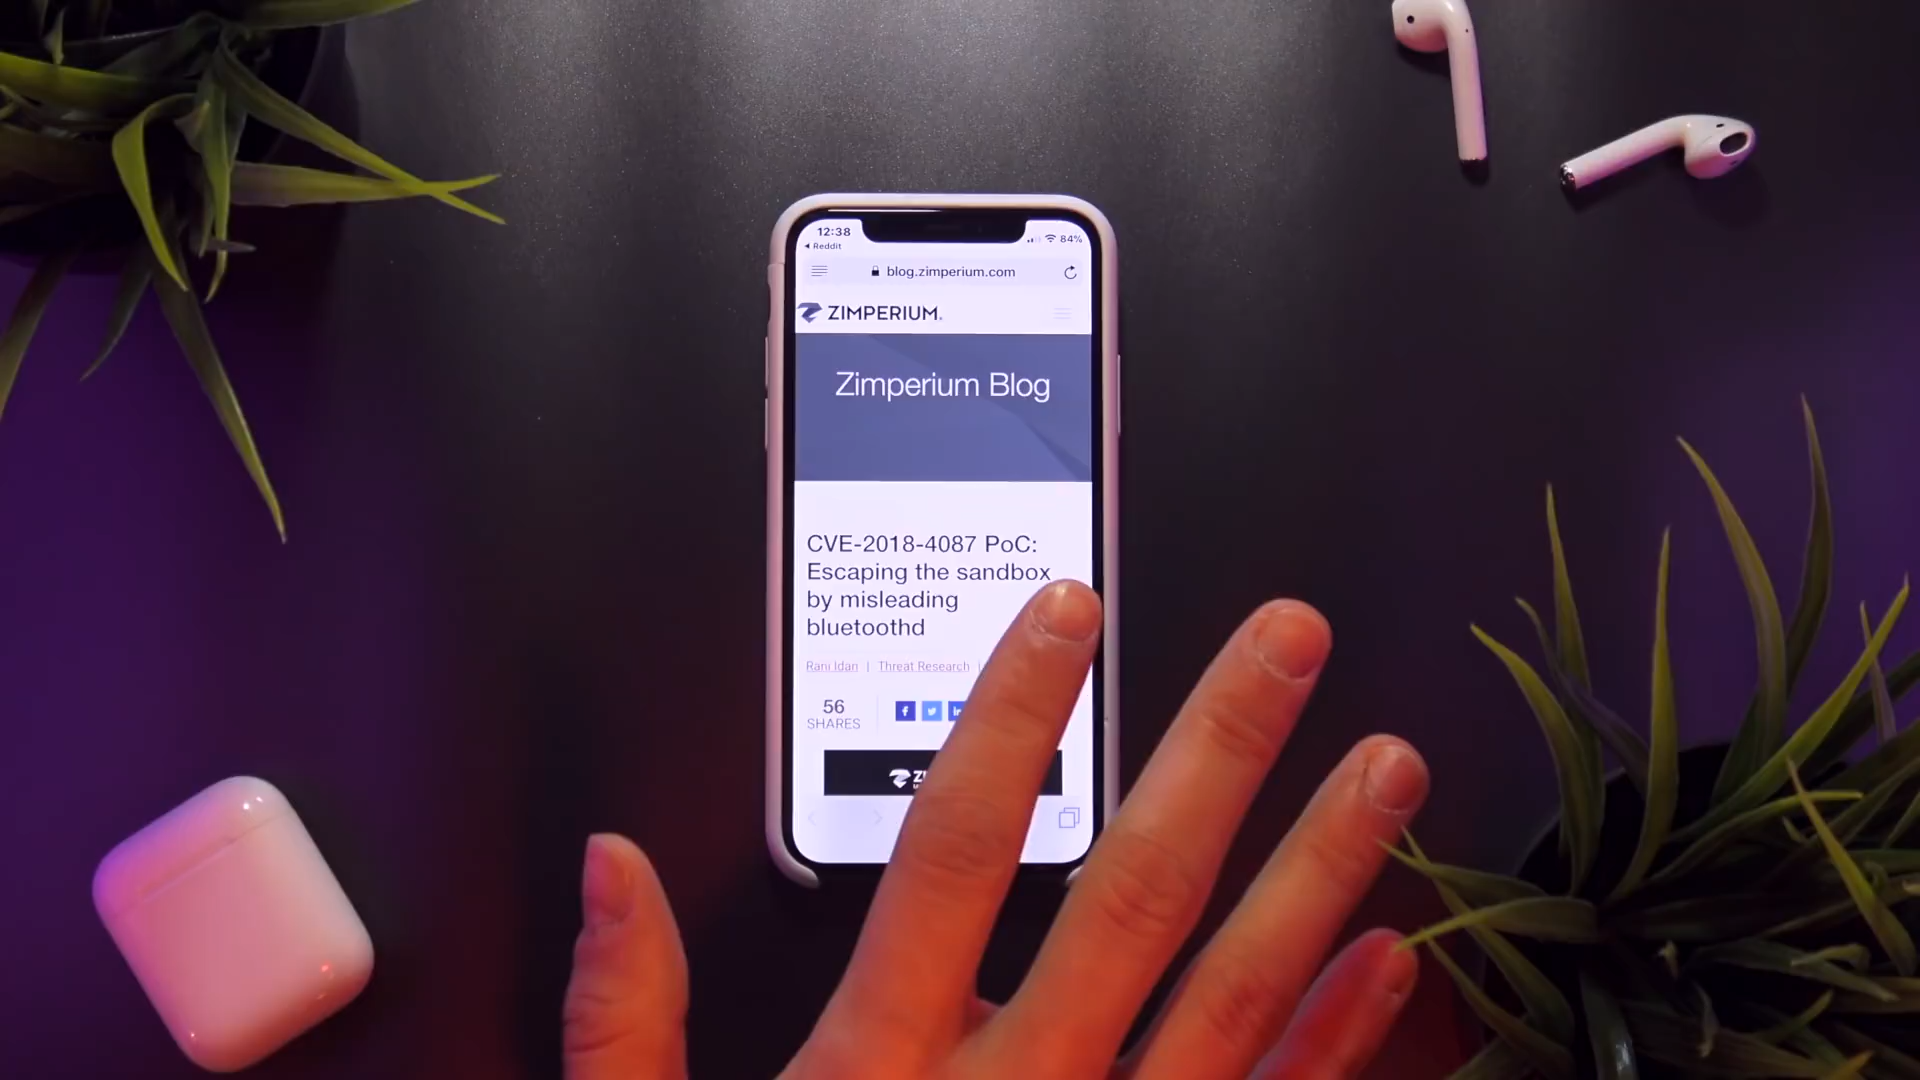 12:38
84%
Reddit
blog.zimperium.com
ZIMPERIUM.
Zimperium Blog
CVE-2018-4087 PoC:
Escaping the sandbox
by misleading
bluetoothd
Rani Idan | Threat Research |
56
SHARES